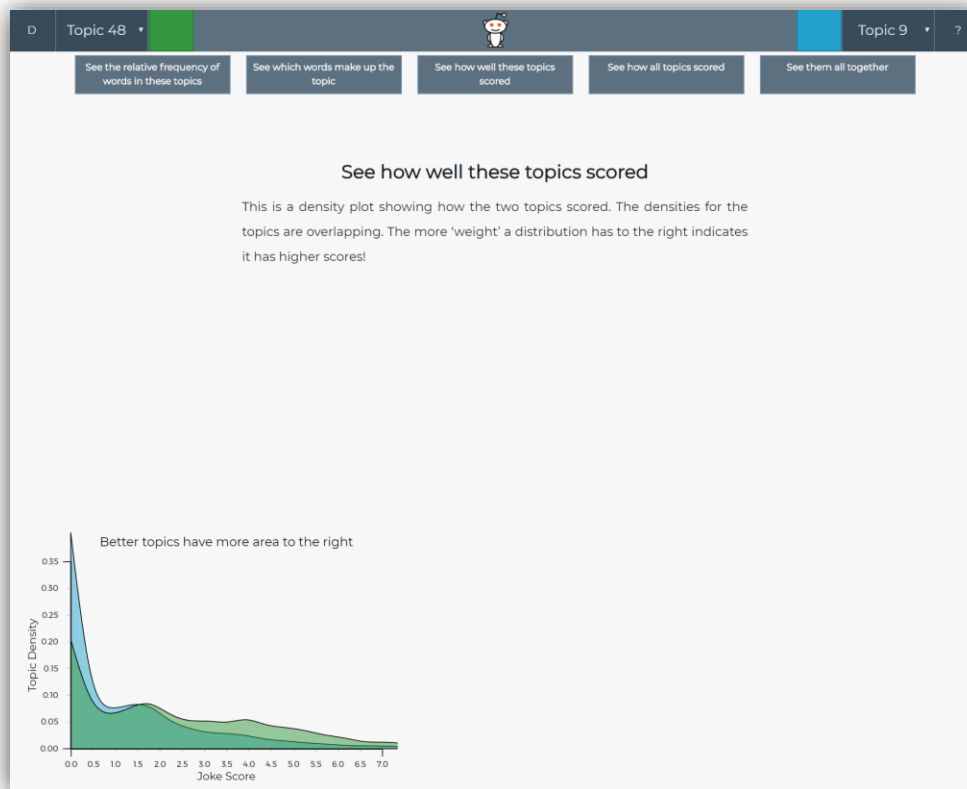 D
Topic 48 ▾
Topic 9 ▾
?
See the relative frequency of
words in these topics
See which words make up the
topic
See how well these topics
scored
See how all topics scored
See them all together
See how well these topics scored
This is a density plot showing how the two topics scored. The densities for the
topics are overlapping. The more ‘weight’ a distribution has to the right indicates
it has higher scores!
Better topics have more area to the right
Topic Density
0.35
0.30
0.25
0.20
0.15
0.10
0.05
0.00
0.0 0.5 1.0 1.5 2.0 2.5 3.0 3.5 4.0 4.5 5.0 5.5 6.0 6.5 7.0
Joke Score